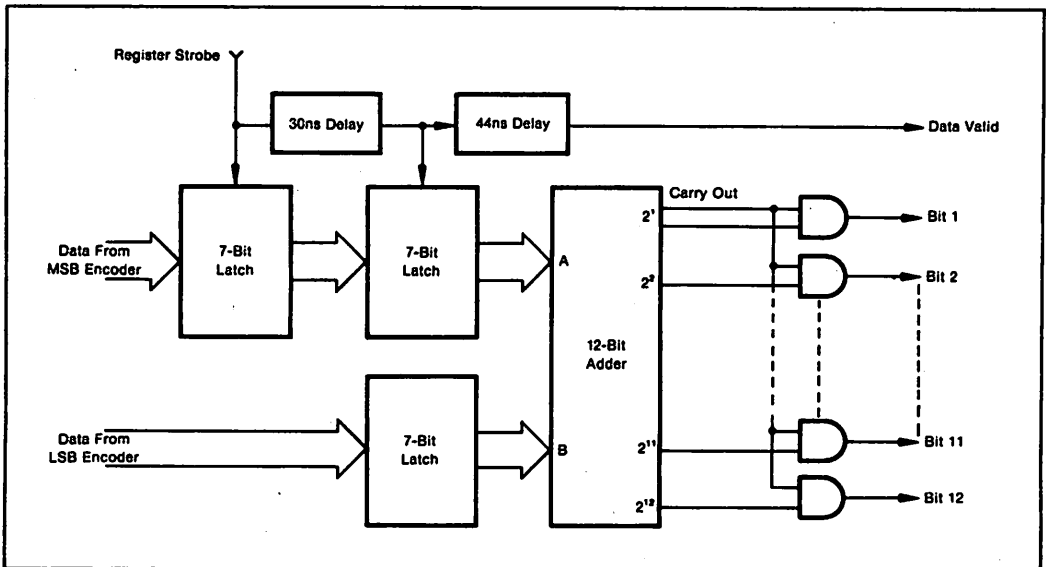 Register Strobe
30ns Delay
44ns Delay
Data Valid
Carry Out
7-Bit
Latch
7-Bit
Latch
Data From
MSB Encoder
A
2¹
Bit 1
2²
Bit 2
12-Bit
Adder
Data From
LSB Encoder
7-Bit
Latch
B
2¹¹
Bit 11
2¹²
Bit 12